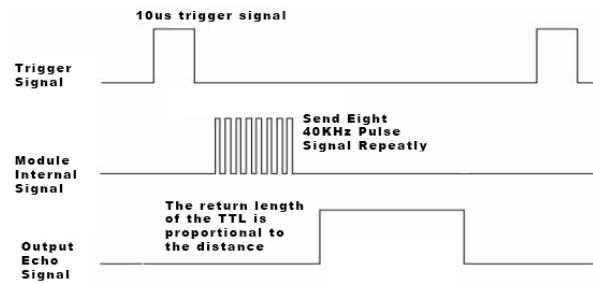 10us trigger signal
Trigger
Signal
Send Eight
40KHz Pulse
Signal Repeatly
Module
Internal
Signal
The return length
of the TTL is
proportional to
the distance
Output
Echo
Signal